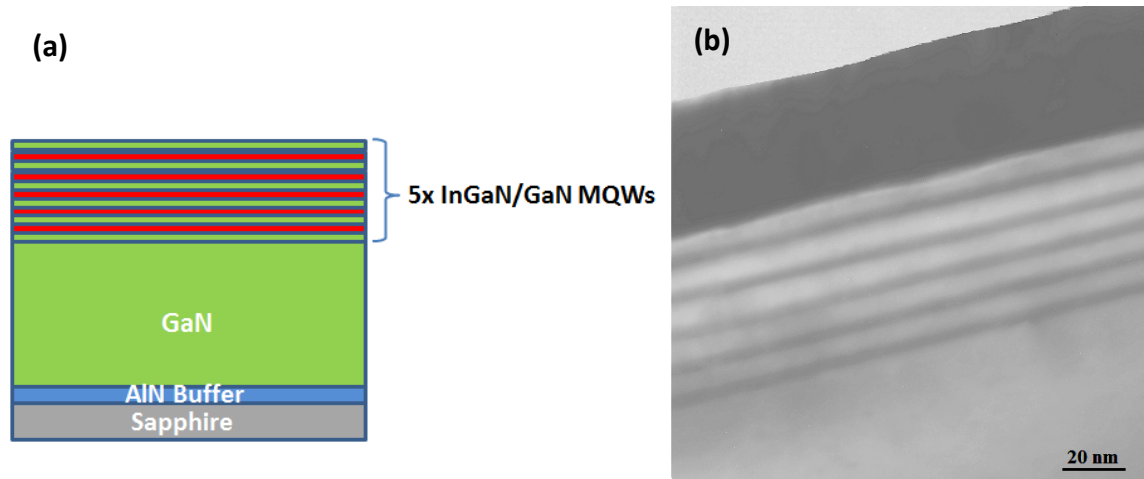 (a)
5x InGaN/GaN MQWs
GaN
AlN Buffer
Sapphire
(b)
20 nm